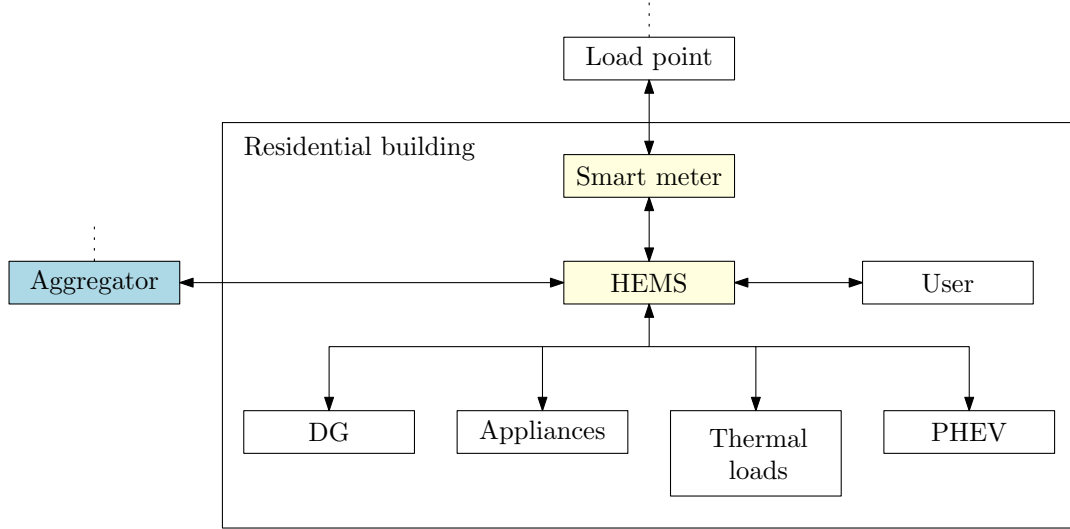 Load point
Residential building
Smart meter
Aggregator
HEMS
User
DG
Appliances
Thermal
loads
PHEV